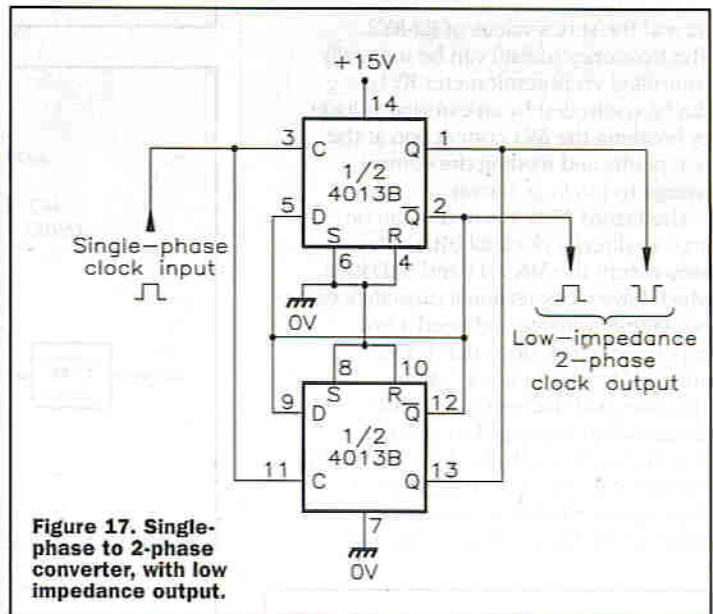 +15V
14
3 C Q 1
1/2
4013B
5 D Q̅ 2
S R
6 4
Single-phase
clock input
0V
Low-impedance
2-phase
clock output
8 10
S R
9 D Q̅ 12
1/2
4013B
11 C Q 13
7
0V
Figure 17. Single-
phase to 2-phase
converter, with low
impedance output.